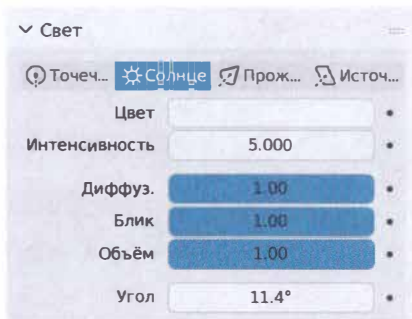 Свет
Точеч... Солнце Прож... Источ...
Цвет
Интенсивность 5.000
Диффуз. 1.00
Блик 1.00
Объём 1.00
Угол 11.4°